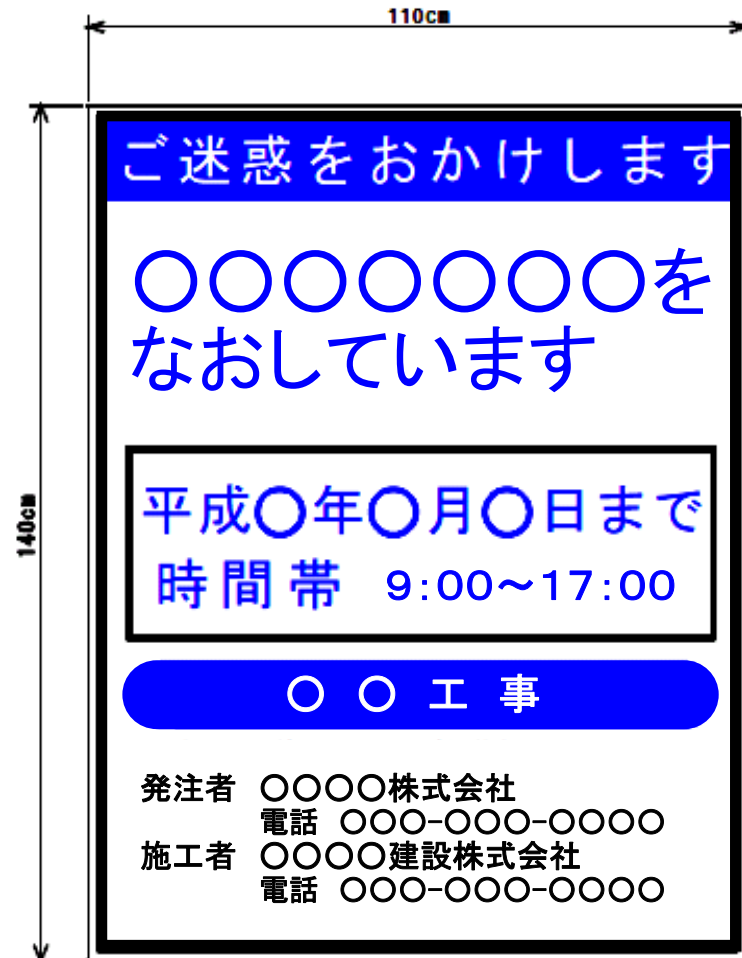 110cm
140cm
ご迷惑をおかけします
〇〇〇〇〇〇〇を
なおしています
平成〇年〇月〇日まで
時間帯 9:00～17:00
〇〇工事
発注者 〇〇〇〇株式会社
電話 〇〇〇-〇〇〇-〇〇〇〇
施工者 〇〇〇〇建設株式会社
電話 〇〇〇-〇〇〇-〇〇〇〇